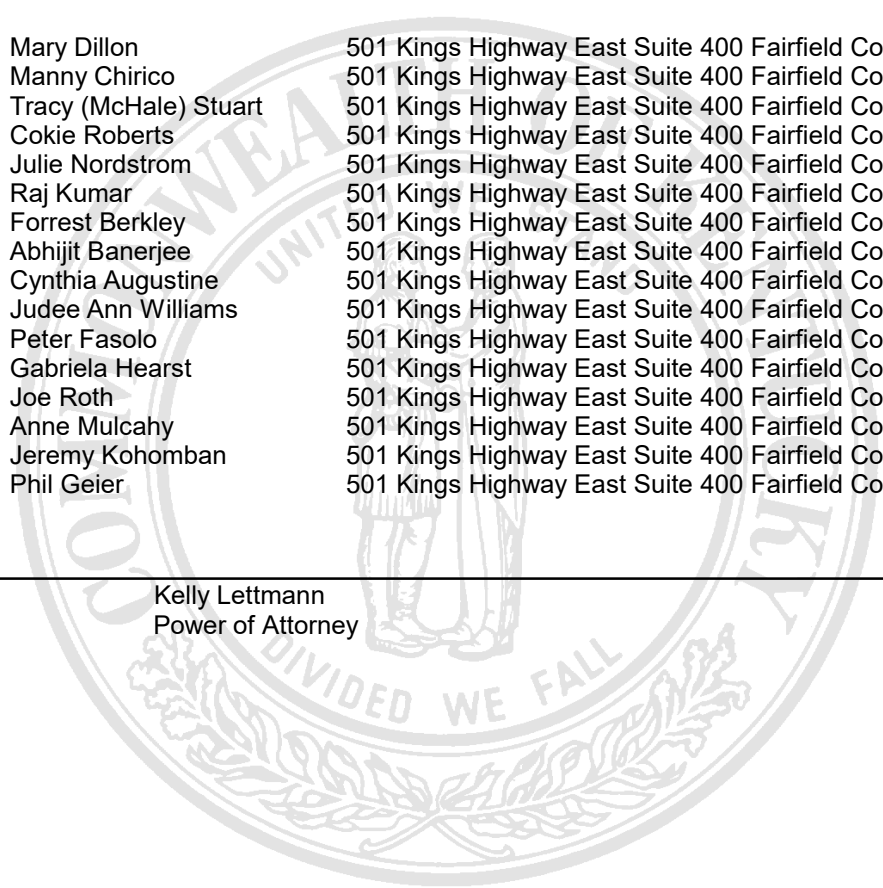 Mary Dillon 501 Kings Highway East Suite 400 Fairfield Co
Manny Chirico 501 Kings Highway East Suite 400 Fairfield Co
Tracy (McHale) Stuart 501 Kings Highway East Suite 400 Fairfield Co
Cokie Roberts 501 Kings Highway East Suite 400 Fairfield Co
Julie Nordstrom 501 Kings Highway East Suite 400 Fairfield Co
Raj Kumar 501 Kings Highway East Suite 400 Fairfield Co
Forrest Berkley 501 Kings Highway East Suite 400 Fairfield Co
Abhijit Banerjee 501 Kings Highway East Suite 400 Fairfield Co
Cynthia Augustine 501 Kings Highway East Suite 400 Fairfield Co
Judee Ann Williams 501 Kings Highway East Suite 400 Fairfield Co
Peter Fasolo 501 Kings Highway East Suite 400 Fairfield Co
Gabriela Hearst 501 Kings Highway East Suite 400 Fairfield Co
Joe Roth 501 Kings Highway East Suite 400 Fairfield Co
Anne Mulcahy 501 Kings Highway East Suite 400 Fairfield Co
Jeremy Kohomban 501 Kings Highway East Suite 400 Fairfield Co
Phil Geier 501 Kings Highway East Suite 400 Fairfield Co
Kelly Lettmann
Power of Attorney
COMMONWEALTH OF KENTUCKY
UNITED WE STAND
DIVIDED WE FALL